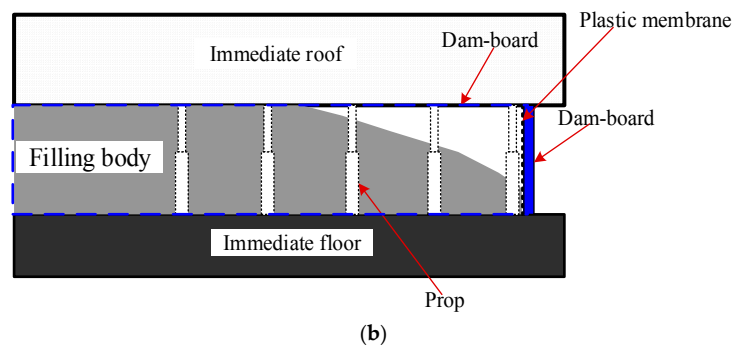 Plastic membrane
Dam-board
Immediate roof
Dam-board
Filling body
Immediate floor
Prop
(b)